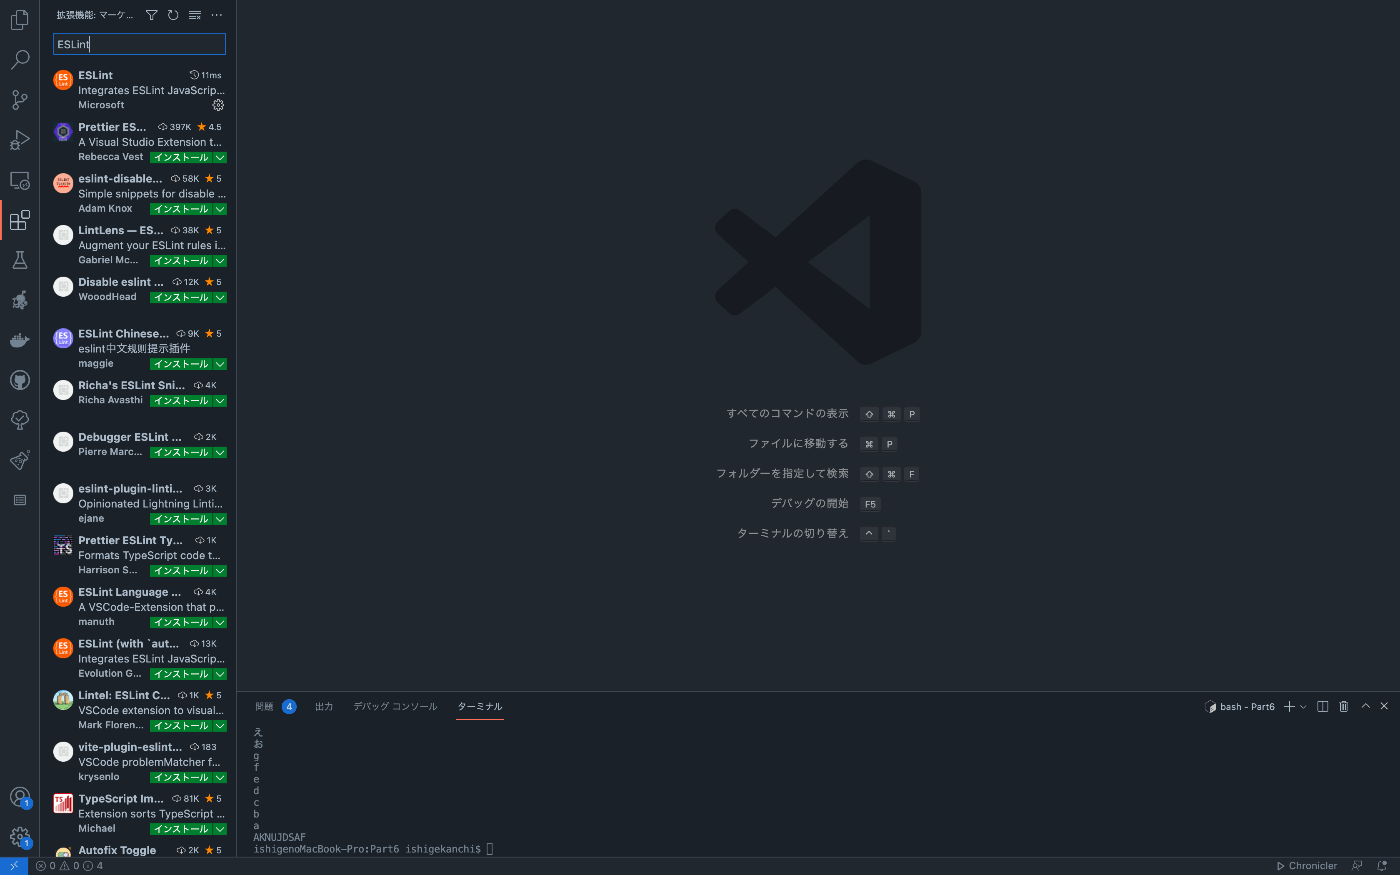 拡張機能: マーケ...
ESLint
ESLint 11ms
Integrates ESLint JavaScrip...
Microsoft
Prettier ES... 397K 4.5
A Visual Studio Extension t...
Rebecca Vest インストール
eslint-disable... 58K 5
Simple snippets for disable ...
Adam Knox インストール
LintLens — ES... 38K 5
Augment your ESLint rules i...
Gabriel Mc... インストール
Disable eslint ... 12K 5
WooodHead インストール
ESLint Chinese... 9K 5
eslint中文规则提示插件
maggie インストール
Richa's ESLint Sni... 4K
Richa Avasthi インストール
Debugger ESLint ... 2K
Pierre Marc... インストール
eslint-plugin-linti... 3K
Opinionated Lightning Linti...
ejane インストール
Prettier ESLint Ty... 1K
Formats TypeScript code t...
Harrison S... インストール
ESLint Language ... 4K
A VSCode-Extension that p...
manuth インストール
ESLint (with `aut... 13K
Integrates ESLint JavaScrip...
Evolution G... インストール
Lintel: ESLint C... 1K 5
VSCode extension to visual...
Mark Floren... インストール
vite-plugin-eslint... 183
VSCode problemMatcher f...
krysenlo インストール
TypeScript Im... 81K 5
Extension sorts TypeScript ...
Michael インストール
Autofix Toggle 2K 5
すべてのコマンドの表示 ⇧ ⌘ P
ファイルに移動する ⌘ P
フォルダーを指定して検索 ⇧ ⌘ F
デバッグの開始 F5
ターミナルの切り替え ^ `
問題 4 出力 デバッグ コンソール ターミナル bash - Part6
え
お
g
f
e
d
c
b
a
AKNUJDSAF
ishigenoMacBook-Pro:Part6 ishigekanchi$
1
1
0 0 4 Chronicler